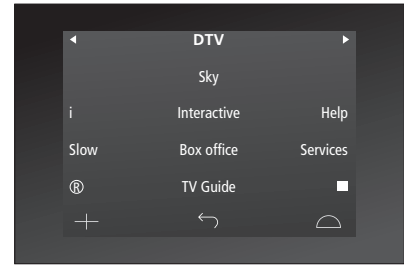 DTV
Sky
i Interactive Help
Slow Box office Services
® TV Guide